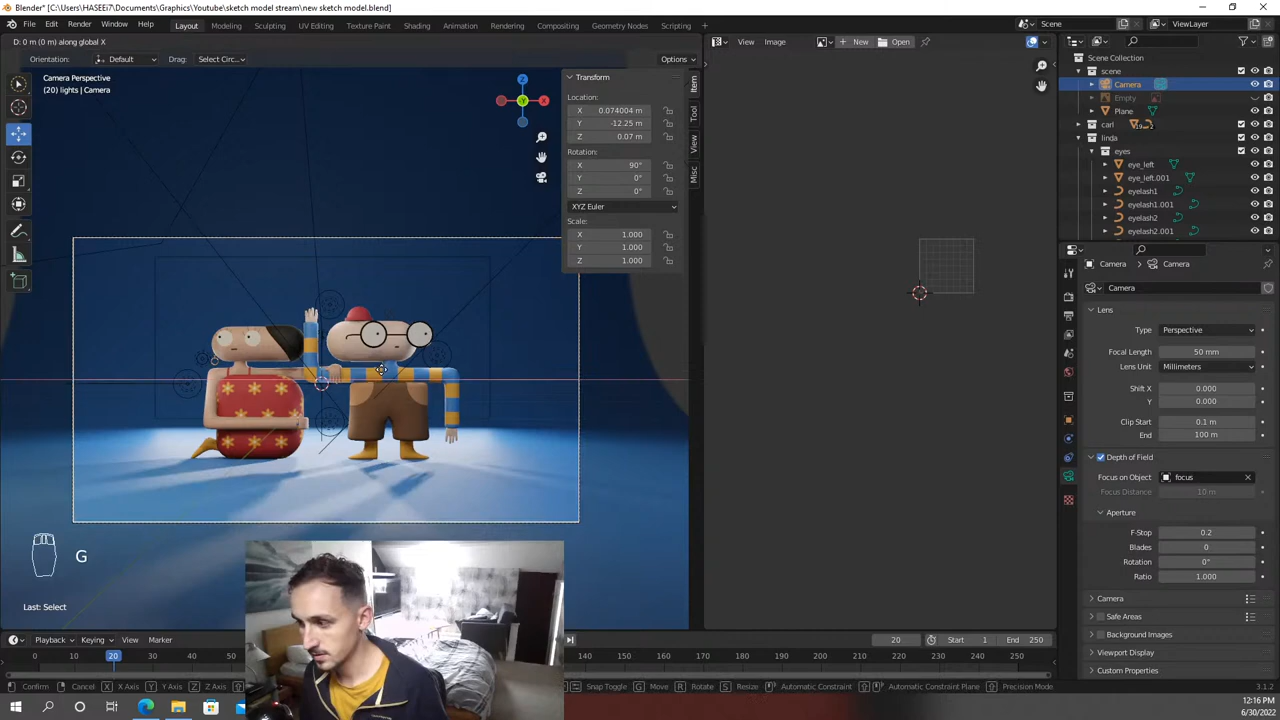 Blender* [C:\Users\HASEEi7\Documents\Graphics\Youtube\sketch model stream\new sketch model.blend]
File Edit Render Window Help Layout Modeling Sculpting UV Editing Texture Paint Shading Animation Rendering Compositing Geometry Nodes Scripting Scene ViewLayer
D: 0 m (0 m) along global X
View Image New Open
Orientation: Default Drag: Select Circ... Options
Scene Collection
scene
Camera
Empty
Plane
carl
19 2
linda
eyes
eye_left
eye_left.001
eyelash1
eyelash1.001
eyelash2
eyelash2.001
Camera Perspective
(20) lights | Camera
Z
Y
X
Transform
Location:
X 0.074004 m
Y -12.25 m
Z 0.07 m
Rotation:
X 90°
Y 0°
Z 0°
XYZ Euler
Scale:
X 1.000
Y 1.000
Z 1.000
Item
Tool
View
Misc
Camera Camera
Camera
Lens
Type Perspective
Focal Length 50 mm
Lens Unit Millimeters
Shift X 0.000
Y 0.000
Clip Start 0.1 m
End 100 m
Depth of Field
Focus on Object focus
Focus Distance 10 m
Aperture
F-Stop 0.2
Blades 0
Rotation 0°
Ratio 1.000
Camera
Safe Areas
Background Images
Viewport Display
Custom Properties
G
Last: Select
Playback Keying View Marker 20 Start 1 End 250
0 10 20 30 40 50 140 150 160 170 180 190 200 210 220 230 240 250
Confirm Cancel X X Axis Y Y Axis Z Z Axis Snap Toggle G Move R Rotate S Resize Automatic Constraint Automatic Constraint Plane Precision Mode 3.1.2
12:16 PM
6/30/2022